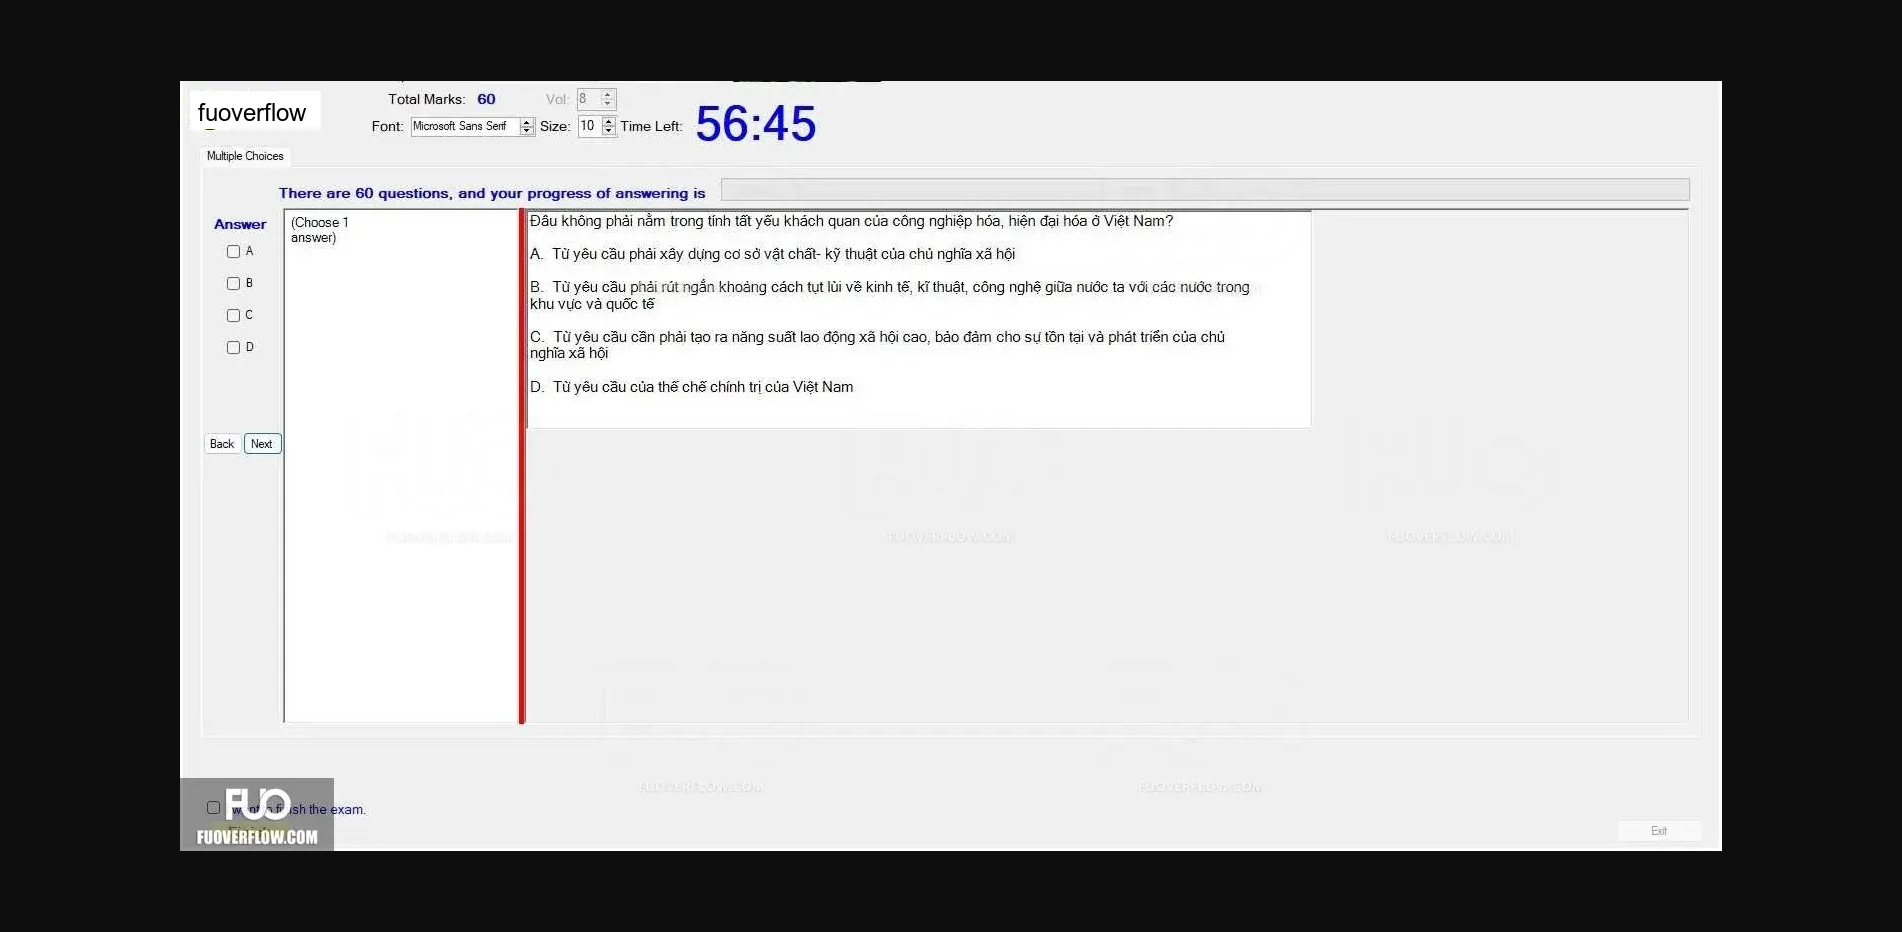 fuoverflow
Total Marks: 60 Vol: 8
Font: Microsoft Sans Serif Size: 10 Time Left: 56:45
Multiple Choices
There are 60 questions, and your progress of answering is
Answer
A
B
C
D
Back Next
(Choose 1
answer)
Đâu không phải nằm trong tính tất yếu khách quan của công nghiệp hóa, hiện đại hóa ở Việt Nam?
A. Từ yêu cầu phải xây dựng cơ sở vật chất- kỹ thuật của chủ nghĩa xã hội
B. Từ yêu cầu phải rút ngắn khoảng cách tụt lùi về kinh tế, kĩ thuật, công nghệ giữa nước ta với các nước trong
khu vực và quốc tế
C. Từ yêu cầu cần phải tạo ra năng suất lao động xã hội cao, bảo đảm cho sự tồn tại và phát triển của chủ
nghĩa xã hội
D. Từ yêu cầu của thế chế chính trị của Việt Nam
FUOVERFLOW.COM FUOVERFLOW.COM FUOVERFLOW.COM
FUOVERFLOW.COM FUOVERFLOW.COM
FUO
the exam.
FUOVERFLOW.COM
Exit